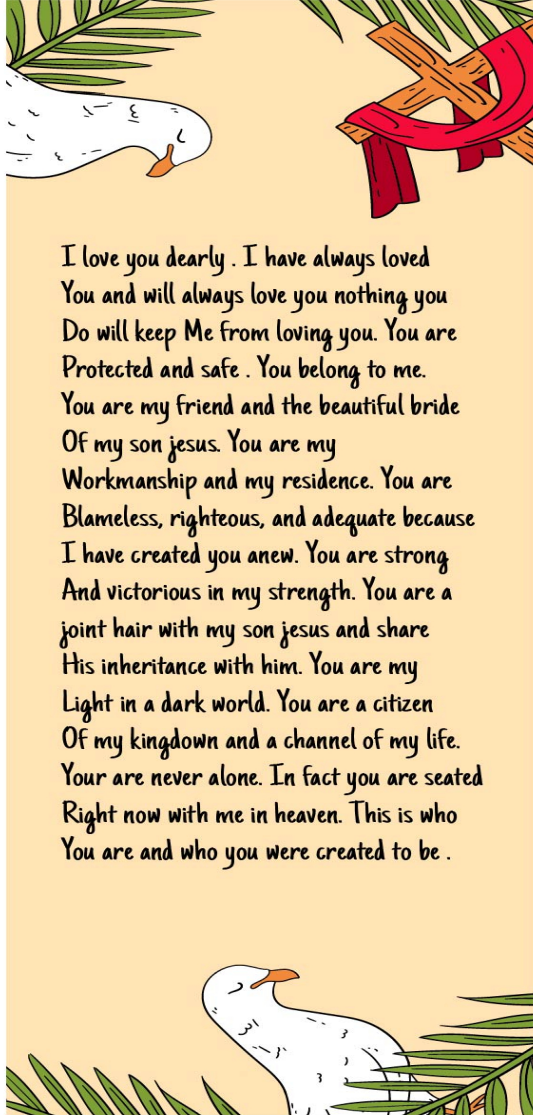 I love you dearly . I have always loved
You and will always love you nothing you
Do will keep Me from loving you. You are
Protected and safe . You belong to me.
You are my friend and the beautiful bride
Of my son jesus. You are my
Workmanship and my residence. You are
Blameless, righteous, and adequate because
I have created you anew. You are strong
And victorious in my strength. You are a
joint hair with my son jesus and share
His inheritance with him. You are my
Light in a dark world. You are a citizen
Of my kingdown and a channel of my life.
Your are never alone. In fact you are seated
Right now with me in heaven. This is who
You are and who you were created to be .